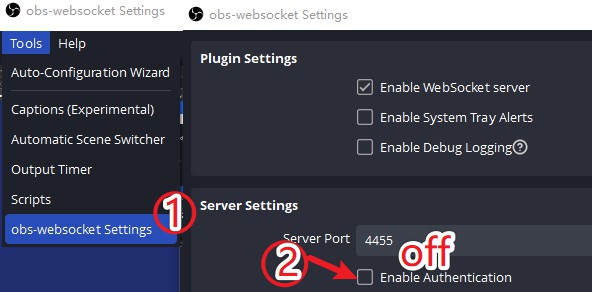 obs-websocket Settings
Tools Help
Auto-Configuration Wizard
Captions (Experimental)
Automatic Scene Switcher
Output Timer
Scripts
obs-websocket Settings
1
obs-websocket Settings
Plugin Settings
Enable WebSocket server
Enable System Tray Alerts
Enable Debug Logging
Server Settings
Server Port 4455
2 off
Enable Authentication